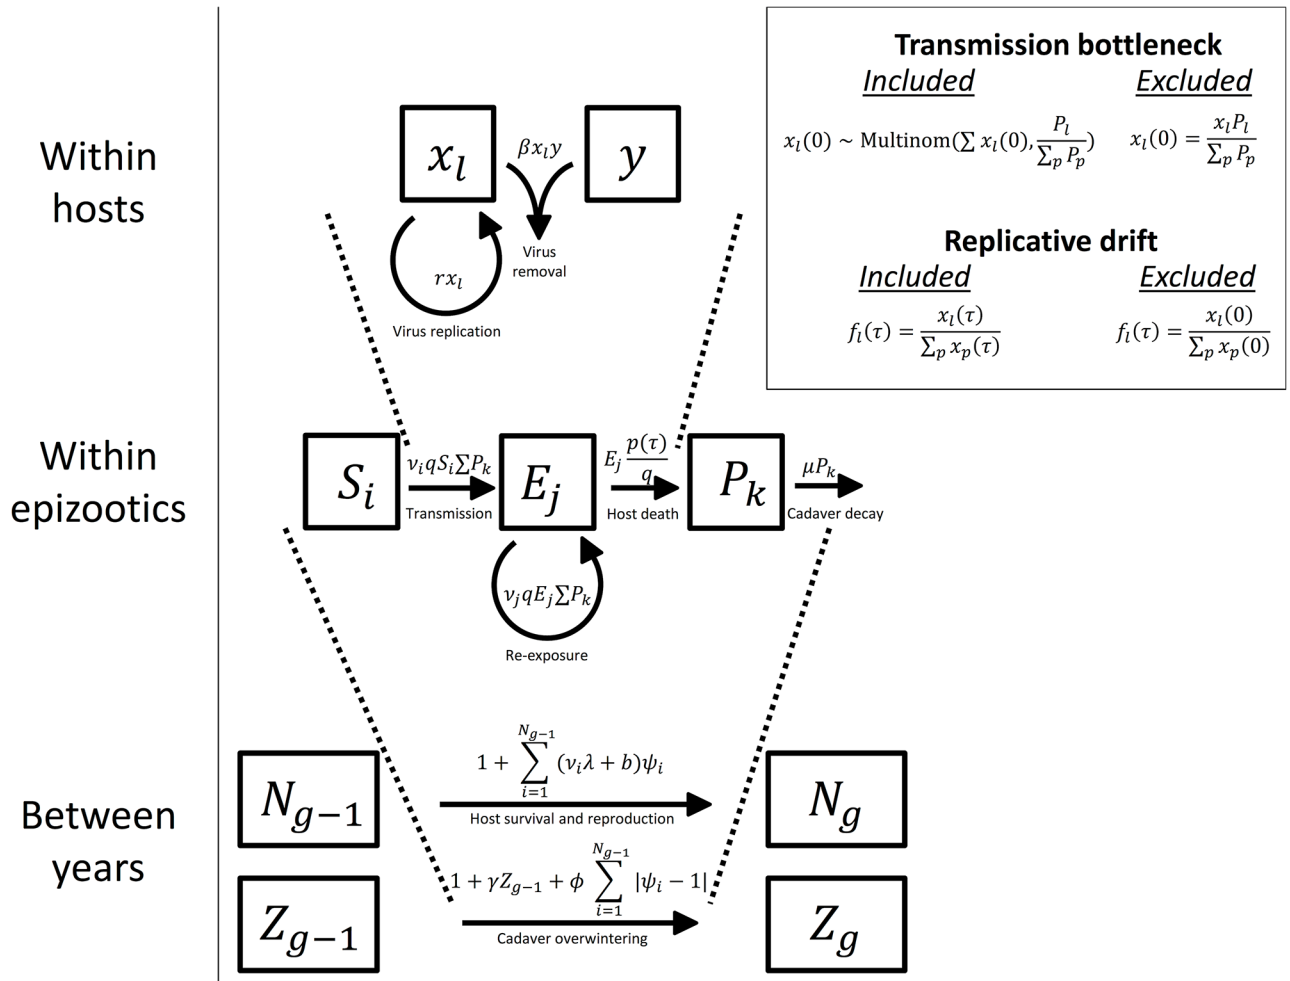 Transmission bottleneck
Included Excluded
x_l(0) ~ Multinom(∑ x_l(0), P_l / ∑_p P_p) x_l(0) = x_l P_l / ∑_p P_p
Replicative drift
Included Excluded
f_l(τ) = x_l(τ) / ∑_p x_p(τ) f_l(τ) = x_l(0) / ∑_p x_p(0)
Within
hosts
x_l
βx_l y
y
rx_l
Virus
removal
Virus replication
Within
epizootics
S_i
ν_i qS_i∑P_k
Transmission
E_j
E_j p(τ) / q
Host death
P_k
μP_k
Cadaver decay
ν_j qE_j∑P_k
Re-exposure
Between
years
N_{g−1}
1 + ∑_{i=1}^{N_{g−1}} (ν_i λ + b)ψ_i
Host survival and reproduction
N_g
Z_{g−1}
1 + γZ_{g−1} + ϕ ∑_{i=1}^{N_{g−1}} |ψ_i − 1|
Cadaver overwintering
Z_g